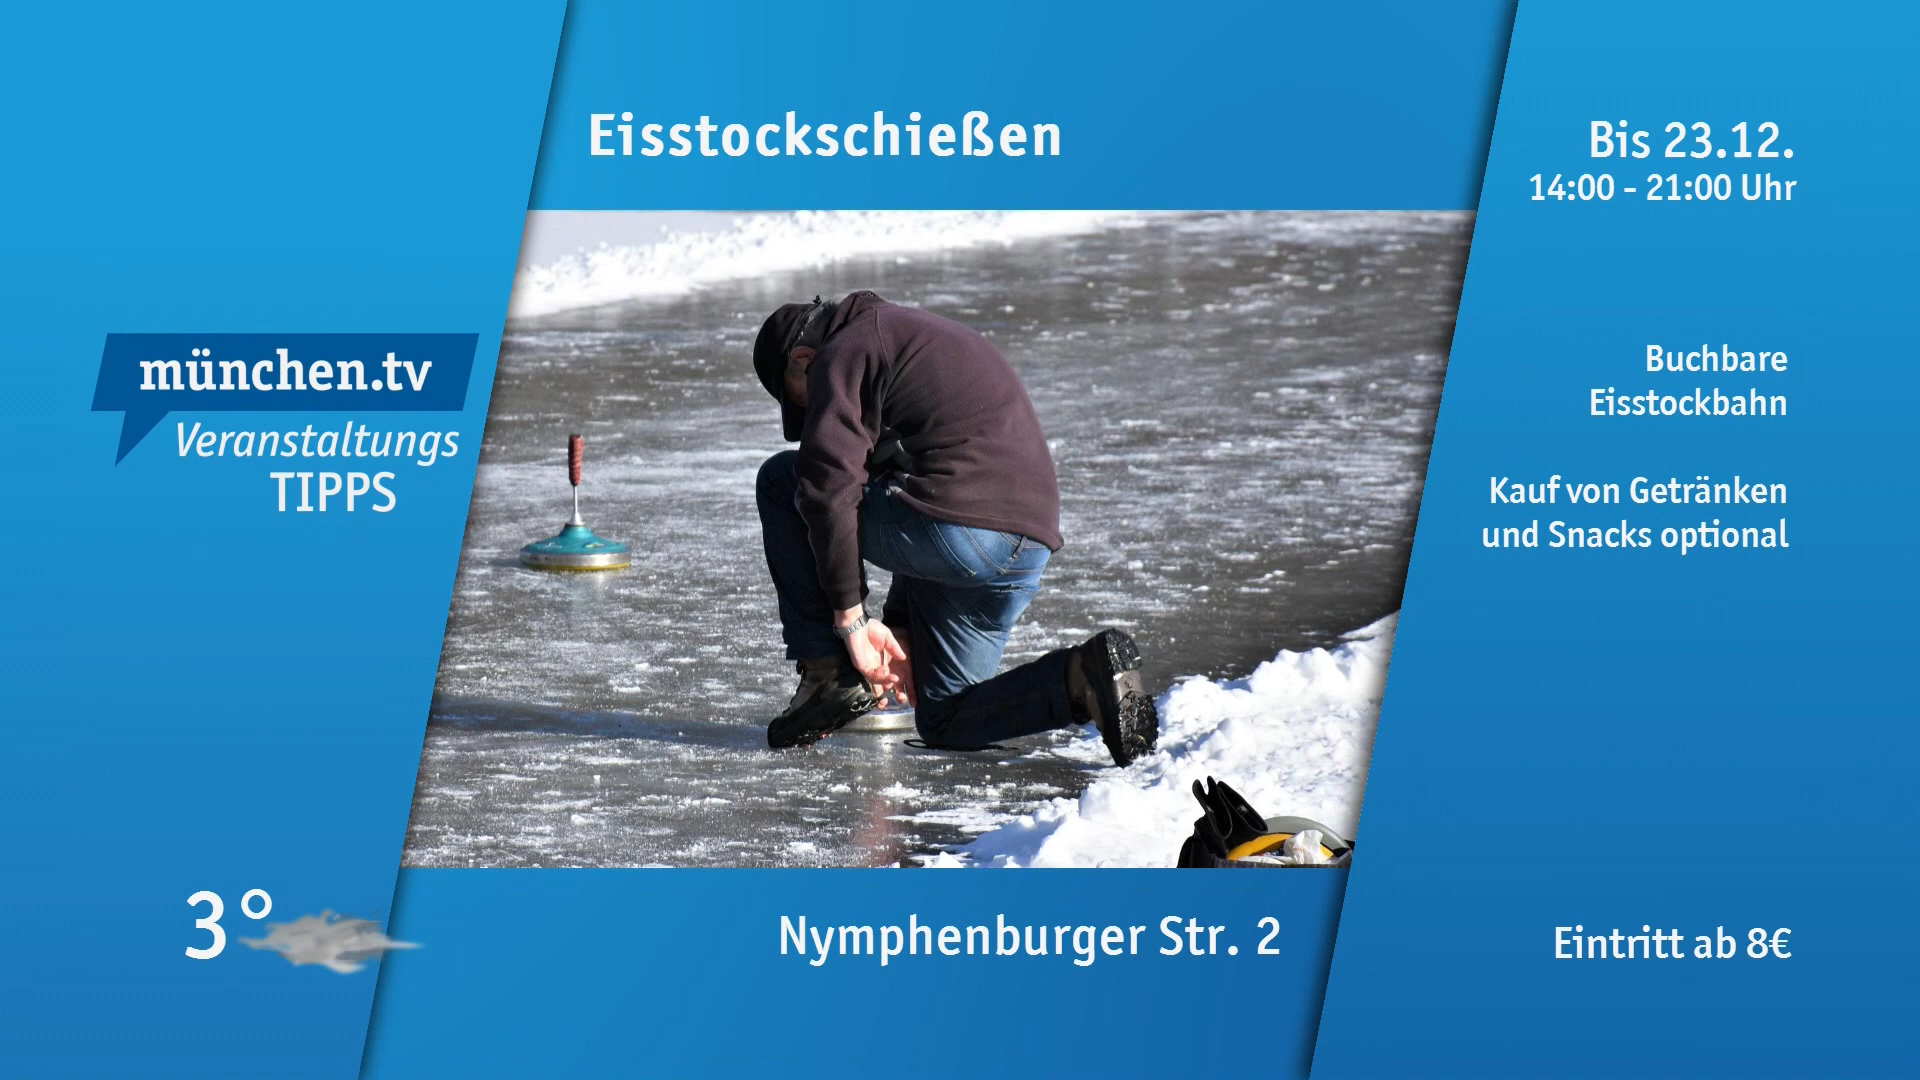 Eisstockschießen
Bis 23.12.
14:00 - 21:00 Uhr
münchen.tv
Veranstaltungs
TIPPS
Buchbare
Eisstockbahn
Kauf von Getränken
und Snacks optional
3°
Nymphenburger Str. 2
Eintritt ab 8€